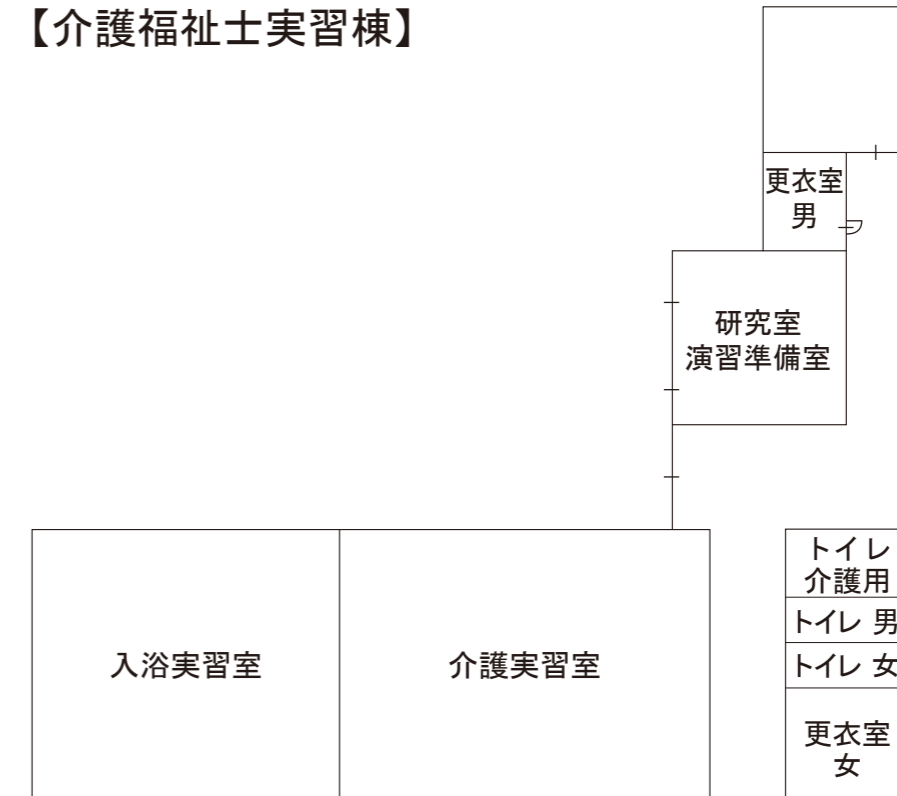 【介護福祉士実習棟】
更衣室
男
研究室
演習準備室
トイレ
介護用
トイレ 男
トイレ 女
入浴実習室
介護実習室
更衣室
女